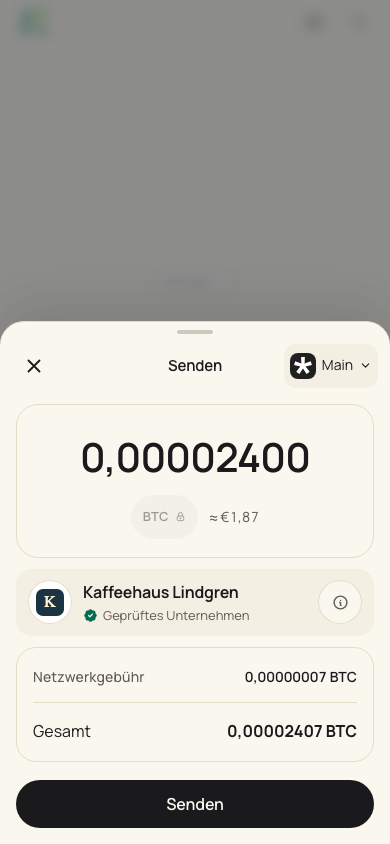 Senden
Main
0,00002400
BTC
≈€1,87
K
Kaffeehaus Lindgren
Geprüftes Unternehmen
Netzwerkgebühr
0,00000007 BTC
Gesamt
0,00002407 BTC
Senden